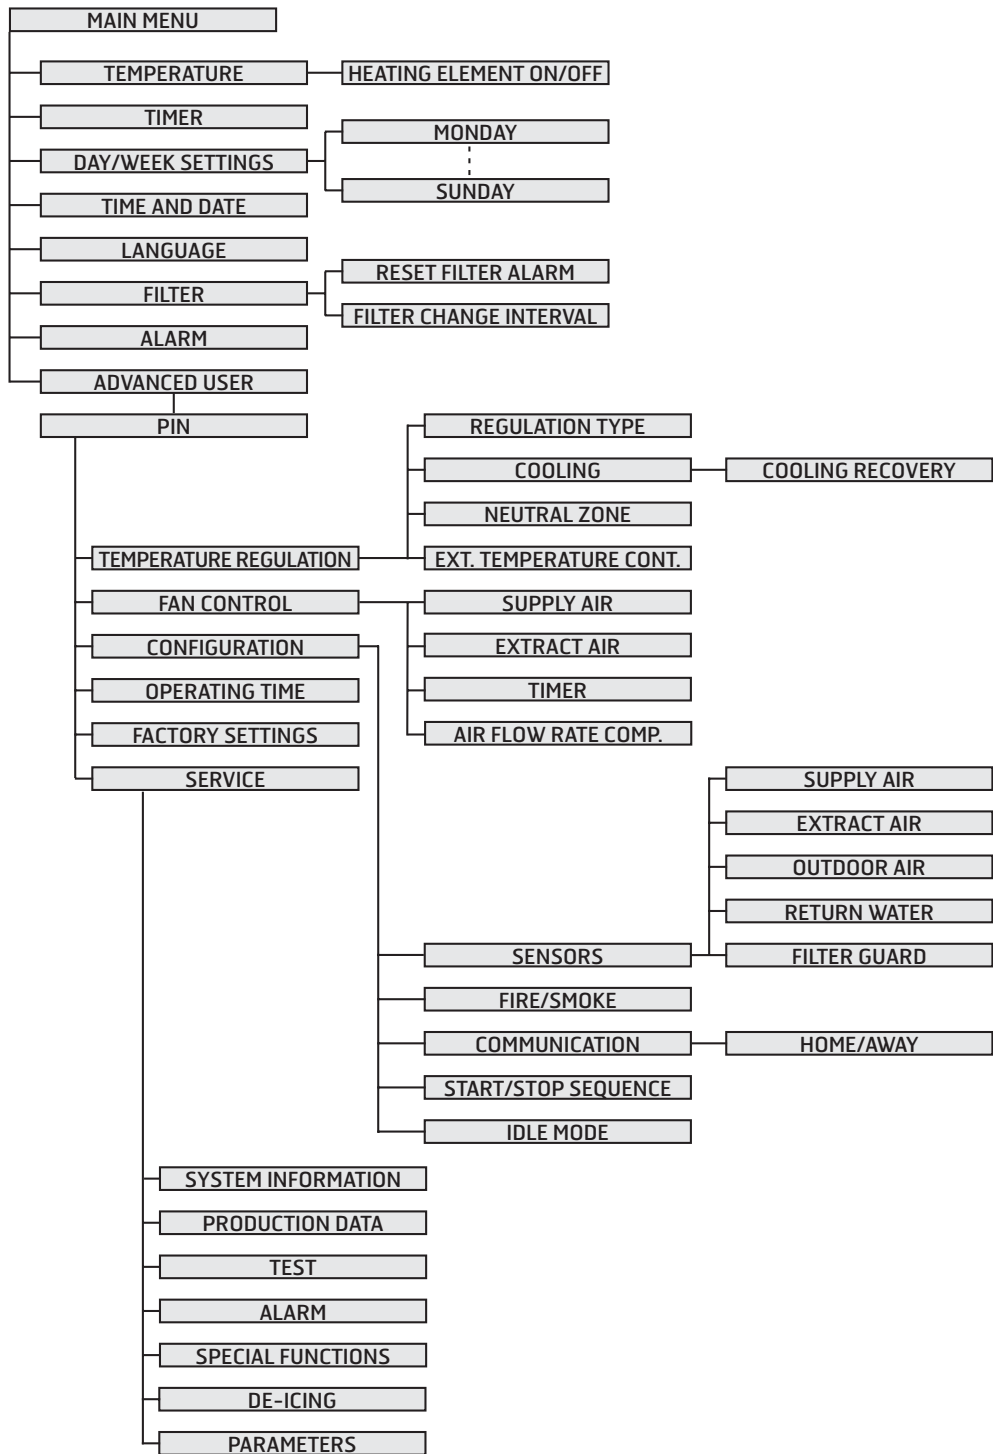 MAIN MENU
TEMPERATURE
HEATING ELEMENT ON/OFF
TIMER
DAY/WEEK SETTINGS
MONDAY
SUNDAY
TIME AND DATE
LANGUAGE
FILTER
RESET FILTER ALARM
FILTER CHANGE INTERVAL
ALARM
ADVANCED USER
PIN
TEMPERATURE REGULATION
REGULATION TYPE
COOLING
COOLING RECOVERY
NEUTRAL ZONE
EXT. TEMPERATURE CONT.
FAN CONTROL
SUPPLY AIR
EXTRACT AIR
TIMER
AIR FLOW RATE COMP.
CONFIGURATION
OPERATING TIME
FACTORY SETTINGS
SERVICE
SENSORS
SUPPLY AIR
EXTRACT AIR
OUTDOOR AIR
RETURN WATER
FILTER GUARD
FIRE/SMOKE
COMMUNICATION
HOME/AWAY
START/STOP SEQUENCE
IDLE MODE
SYSTEM INFORMATION
PRODUCTION DATA
TEST
ALARM
SPECIAL FUNCTIONS
DE-ICING
PARAMETERS